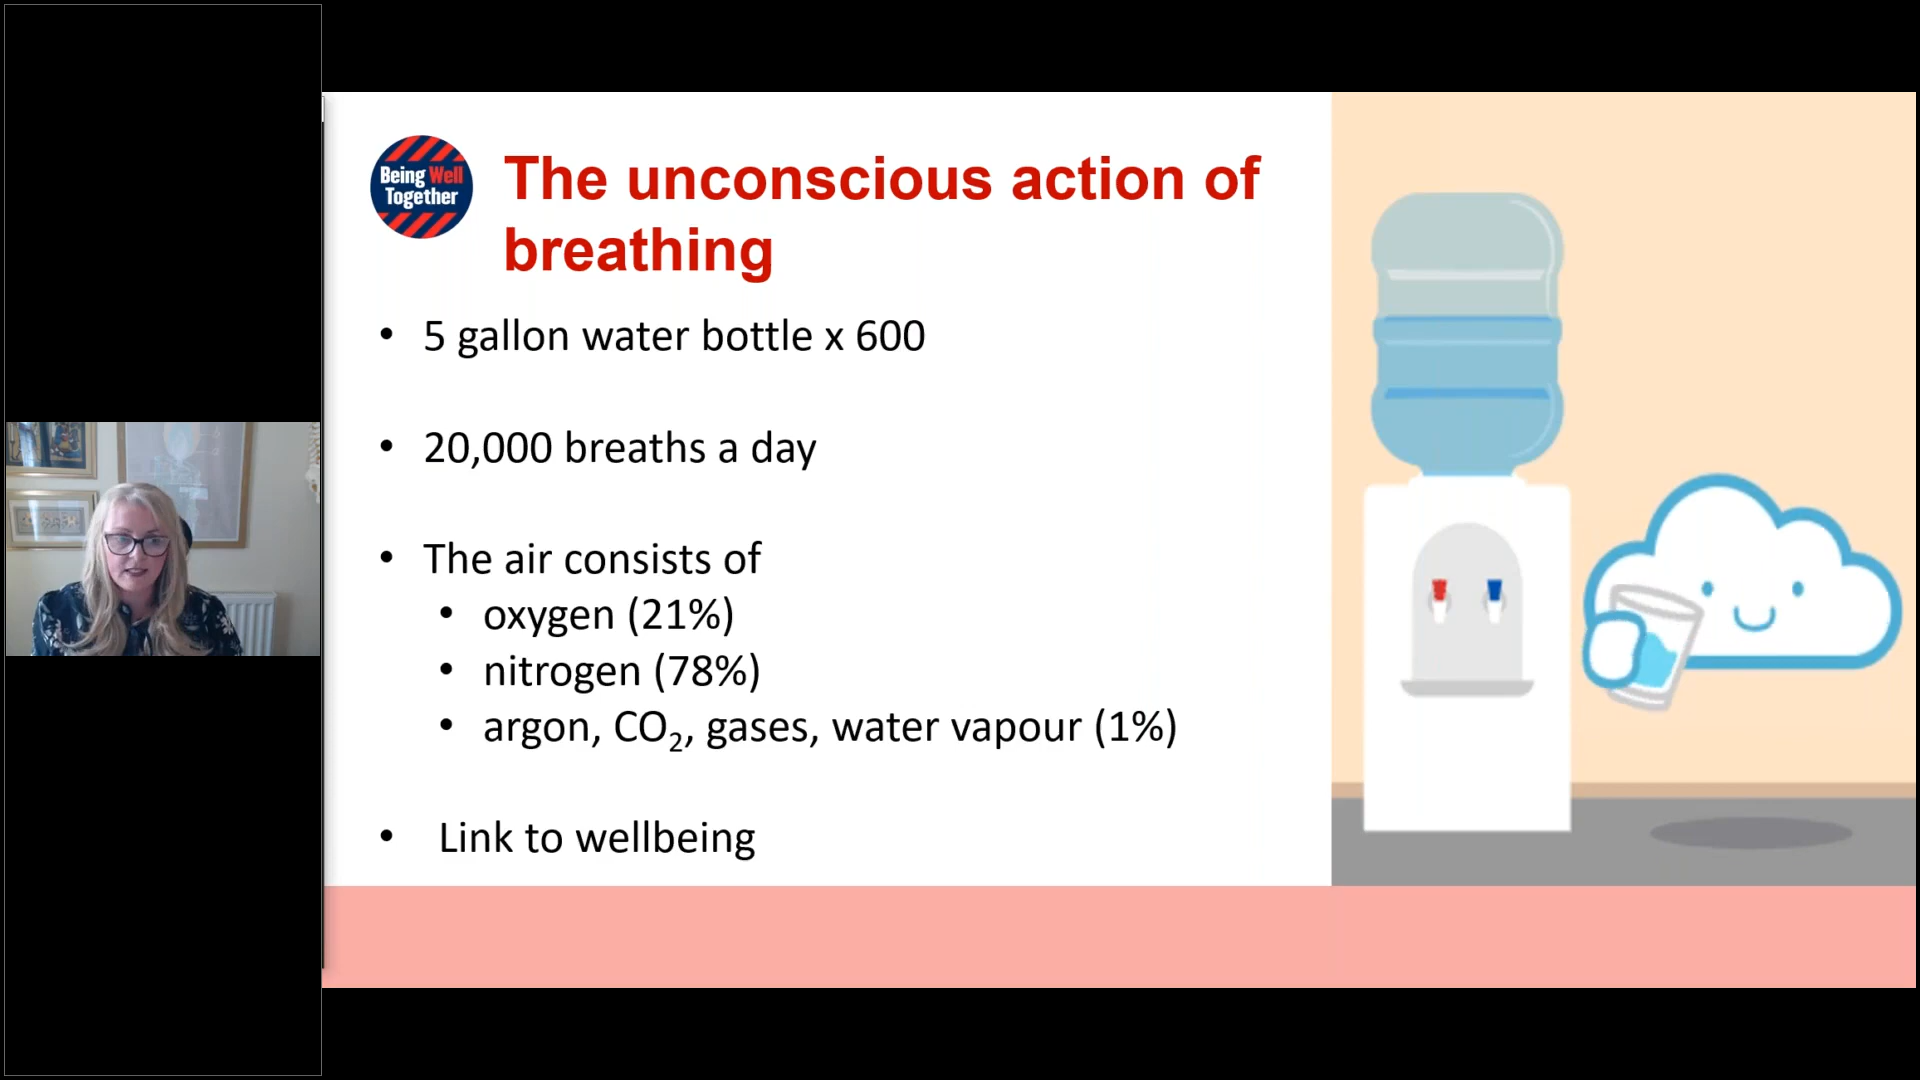 Being Well
Together
The unconscious action of
breathing
• 5 gallon water bottle x 600
• 20,000 breaths a day
• The air consists of
• oxygen (21%)
• nitrogen (78%)
• argon, CO₂, gases, water vapour (1%)
• Link to wellbeing